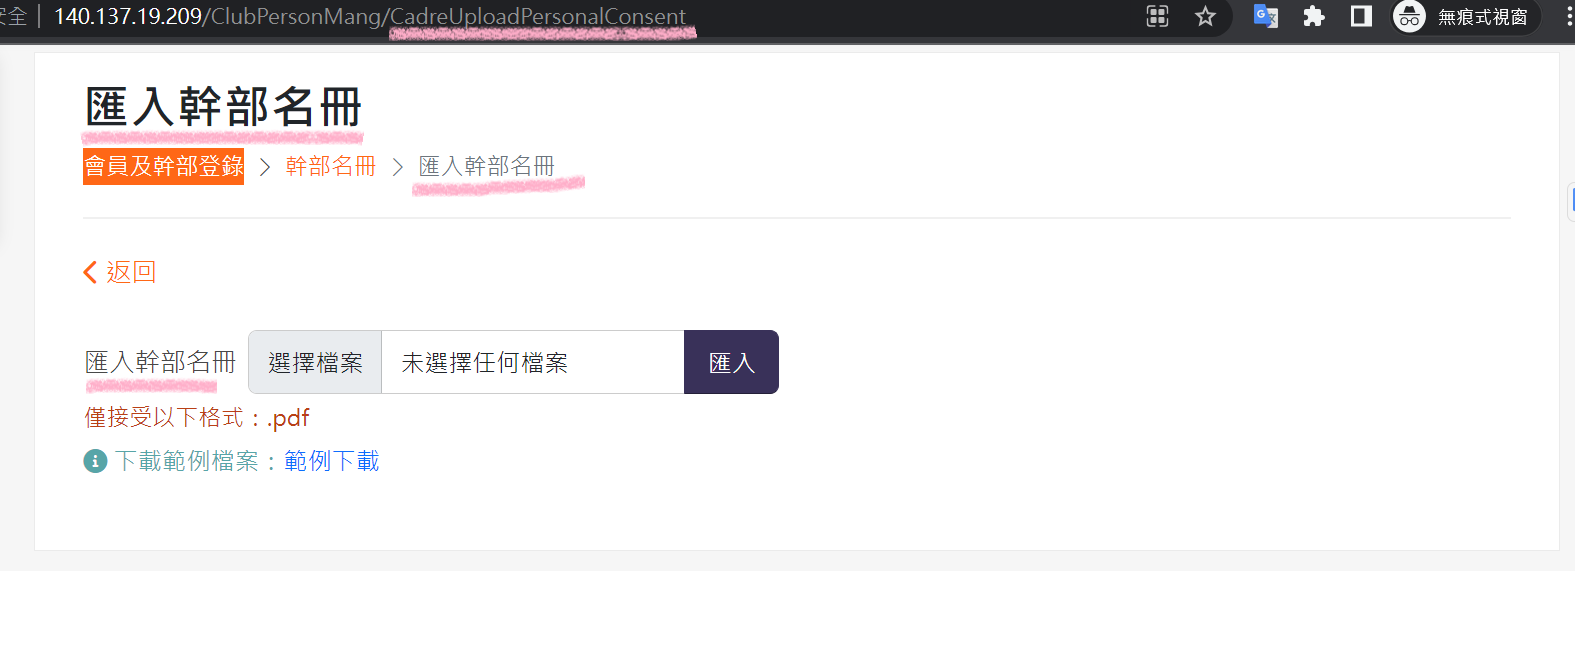 安全 140.137.19.209/ClubPersonMang/CadreUploadPersonalConsent 無痕式視窗
匯入幹部名冊
會員及幹部登錄 > 幹部名冊 > 匯入幹部名冊
返回
匯入幹部名冊 選擇檔案 未選擇任何檔案 匯入
僅接受以下格式：.pdf
下載範例檔案：範例下載